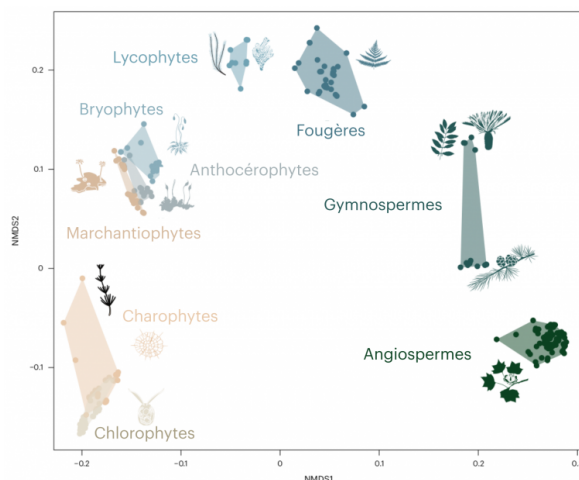 Lycophytes
Bryophytes
Fougères
Anthocérophytes
Gymnospermes
Marchantiophytes
Charophytes
Angiospermes
Chlorophytes
NMDS2
0.2
0.1
0
−0.1
−0.2
−0.1
0
0.1
0.2